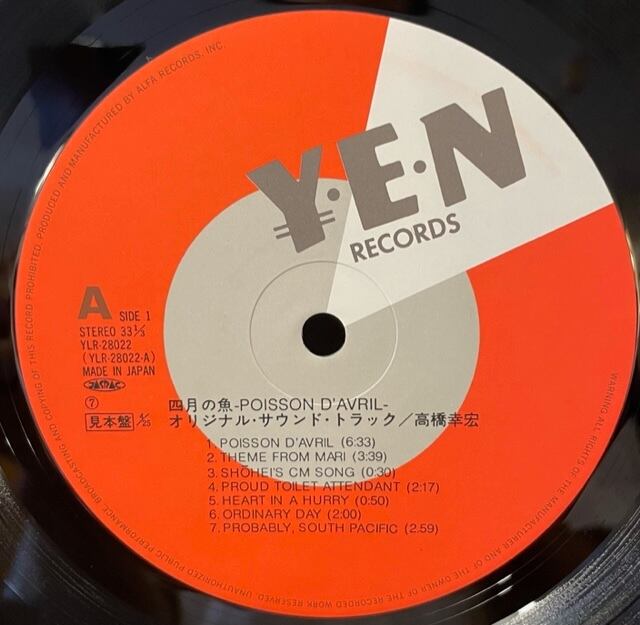 Y·E·N
RECORDS
A SIDE 1
STEREO 33⅓
YLR-28022
(YLR-28022-A)
MADE IN JAPAN
JASRAC
⑦
見本盤 4/25
四月の魚-POISSON D'AVRIL-
オリジナル・サウンド・トラック／高橋幸宏
1. POISSON D'AVRIL (6:33)
2. THEME FROM MARI (3:39)
3. SHOHEI'S CM SONG (0:30)
4. PROUD TOILET ATTENDANT (2:17)
5. HEART IN A HURRY (0:50)
6. ORDINARY DAY (2:00)
7. PROBABLY, SOUTH PACIFIC (2:59)
WARNING: ALL RIGHTS OF THE MANUFACTURER AND OF THE OWNER OF THE RECORDED WORK RESERVED. UNAUTHORIZED PUBLIC PERFORMANCE, BROADCASTING AND COPYING OF THIS RECORD PROHIBITED. PRODUCED AND MANUFACTURED BY ALFA RECORDS, INC.